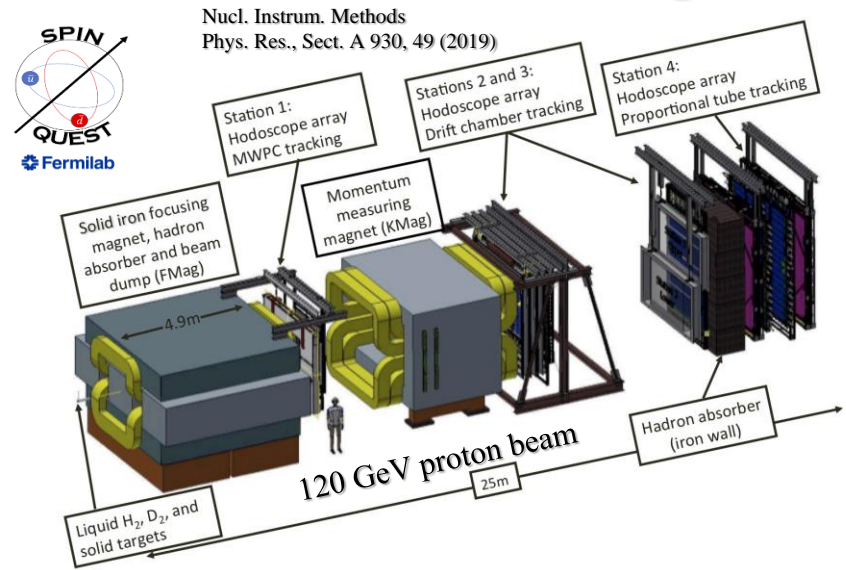 Nucl. Instrum. Methods
Phys. Res., Sect. A 930, 49 (2019)
SPIN
ū
d
QUEST
Fermilab
Station 1:
Hodoscope array
MWPC tracking
Stations 2 and 3:
Hodoscope array
Drift chamber tracking
Station 4:
Hodoscope array
Proportional tube tracking
Solid iron focusing
magnet, hadron
absorber and beam
dump (FMag)
Momentum
measuring
magnet (KMag)
4.9m
Hadron absorber
(iron wall)
120 GeV proton beam
25m
Liquid H₂, D₂, and
solid targets